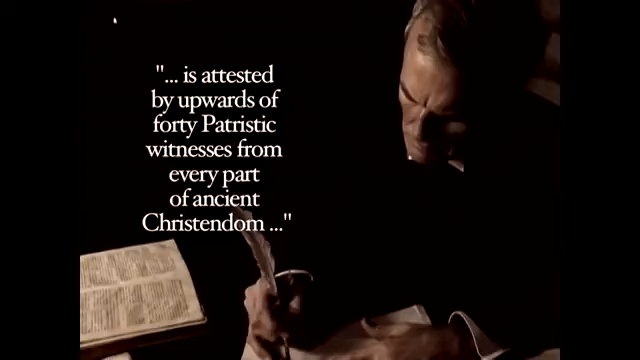 "... is attested
by upwards of
forty Patristic
witnesses from
every part
of ancient
Christendom ..."